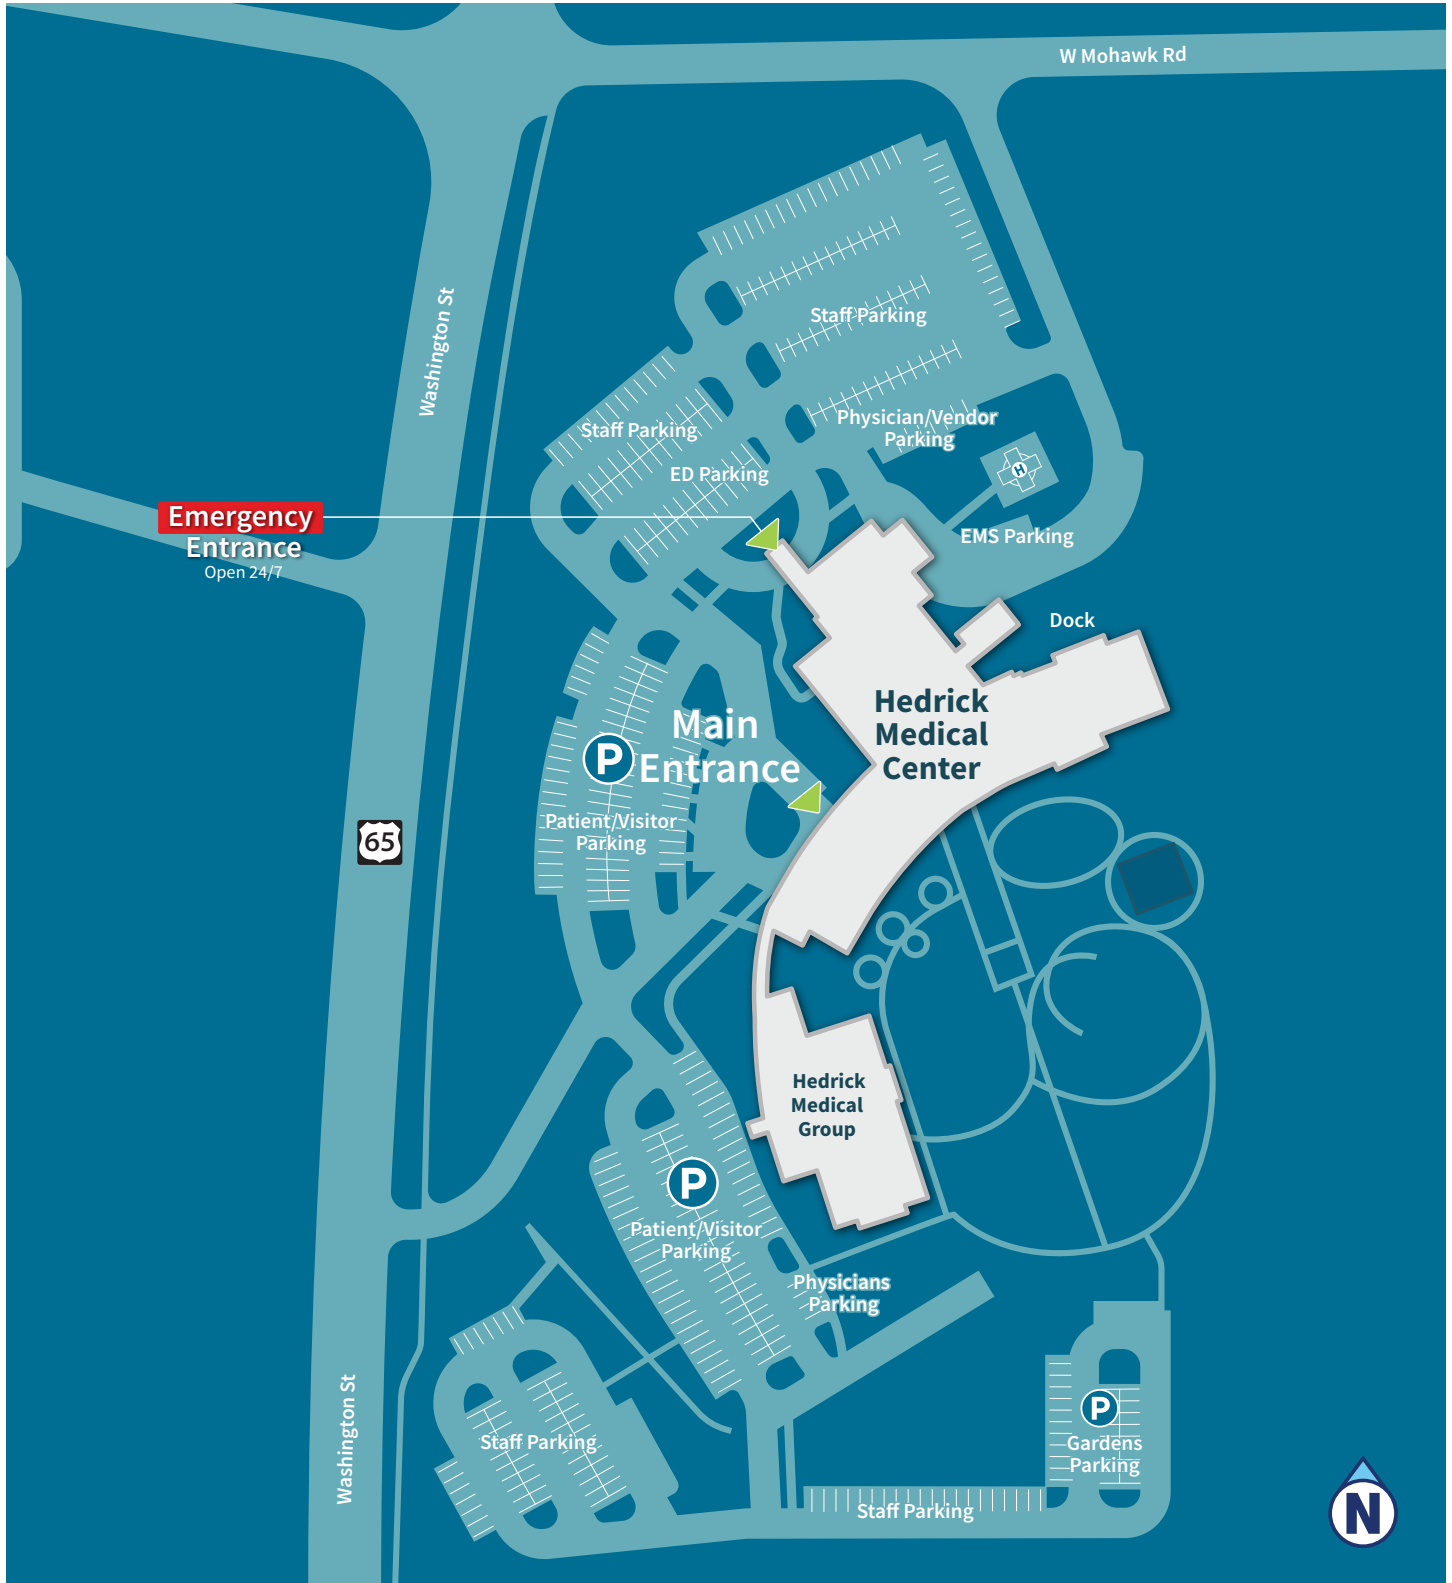 W Mohawk Rd
Washington St
Staff Parking
Physician/Vendor
Parking
Staff Parking
ED Parking
H
Emergency
Entrance
Open 24/7
EMS Parking
Dock
Hedrick
Medical
Center
Main
Entrance
P
Patient/Visitor
Parking
65
Hedrick
Medical
Group
P
Patient/Visitor
Parking
Physicians
Parking
Washington St
Staff Parking
P
Gardens
Parking
Staff Parking
N